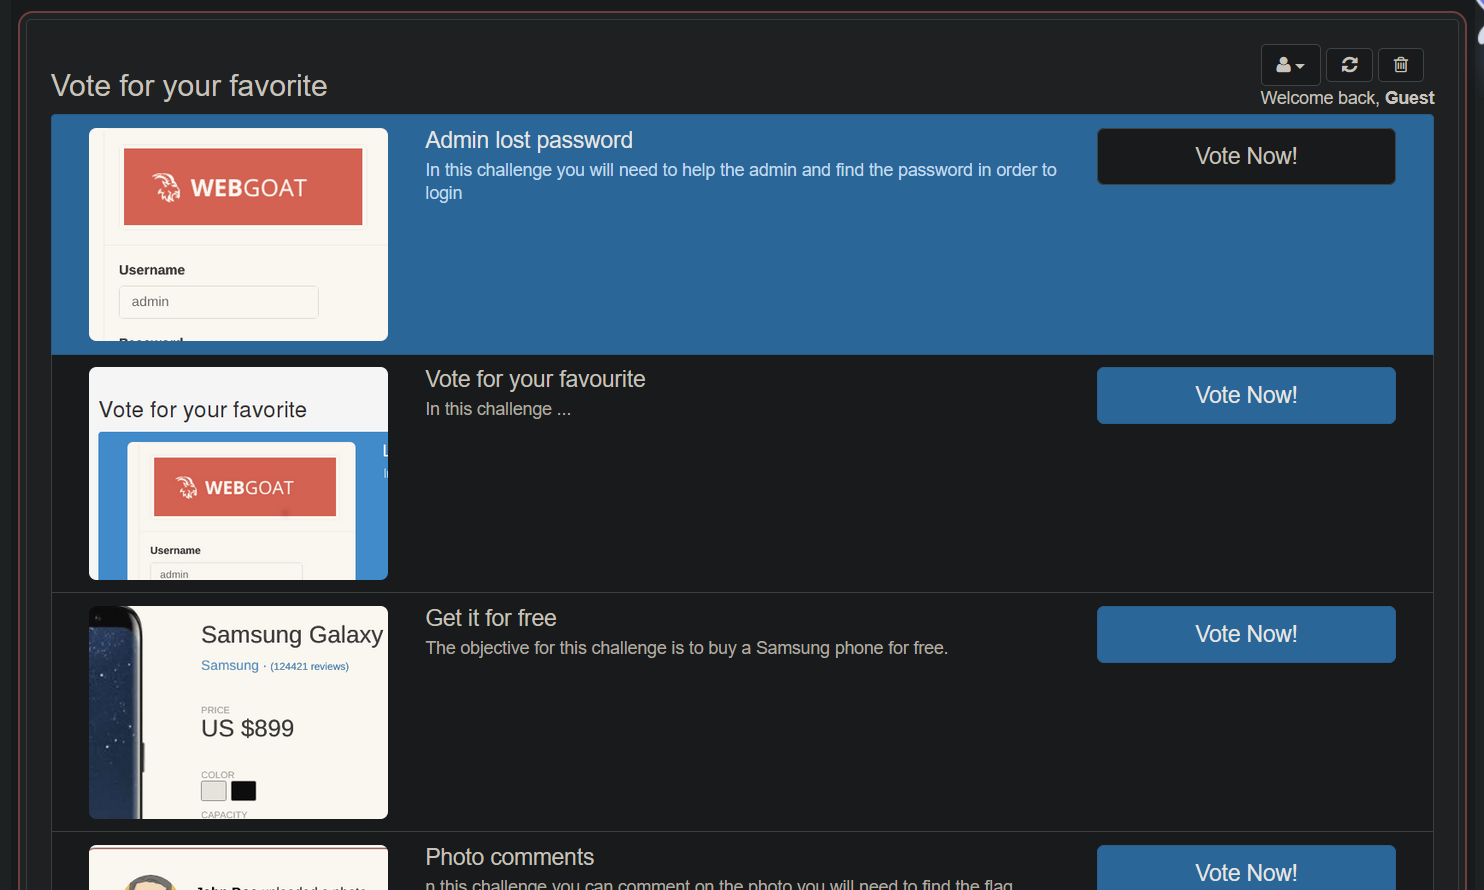 Vote for your favorite
Welcome back, Guest
WEBGOAT
Username
admin
Password
Admin lost password
In this challenge you will need to help the admin and find the password in order to
login
Vote Now!
Vote for your favorite
WEBGOAT
Username
admin
Vote for your favourite
In this challenge ...
Vote Now!
Samsung Galaxy
Samsung · (124421 reviews)
PRICE
US $899
COLOR
CAPACITY
Get it for free
The objective for this challenge is to buy a Samsung phone for free.
Vote Now!
John Doe uploaded a photo
Photo comments
n this challenge you can comment on the photo you will need to find the flag
Vote Now!